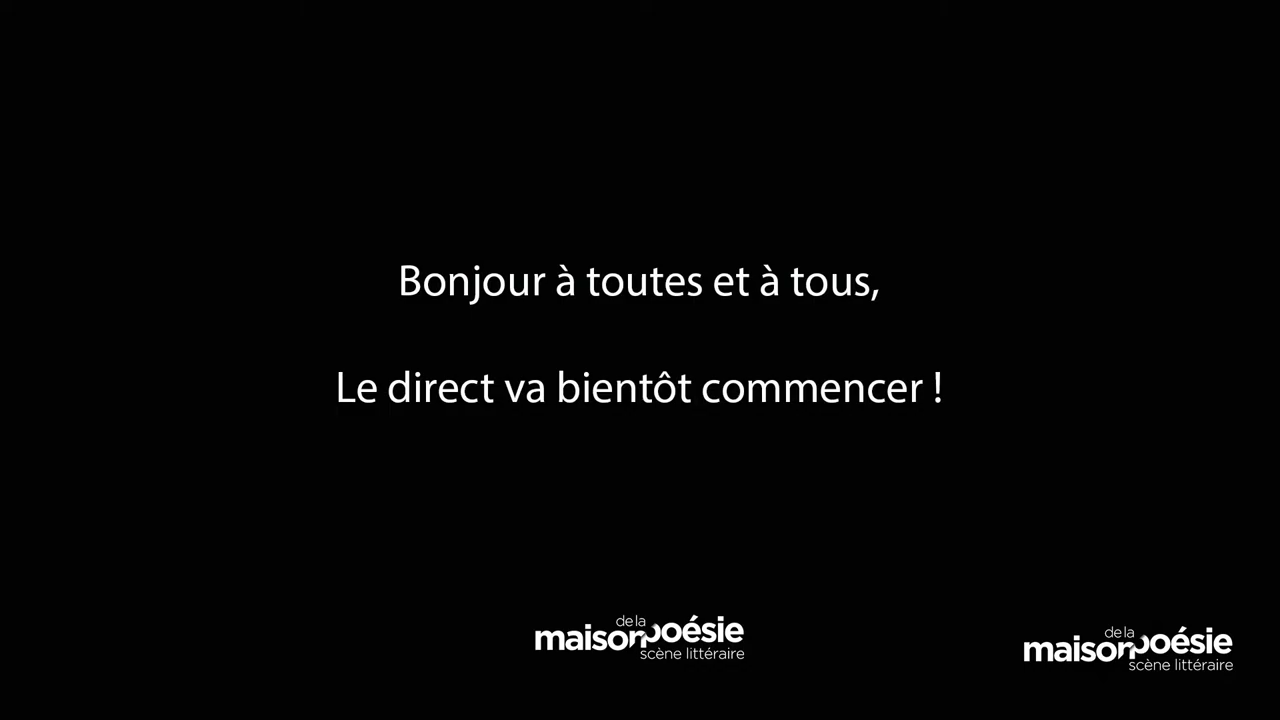 Bonjour à toutes et à tous,
Le direct va bientôt commencer !
maison de la poésie
scène littéraire
maison de la poésie
scène littéraire